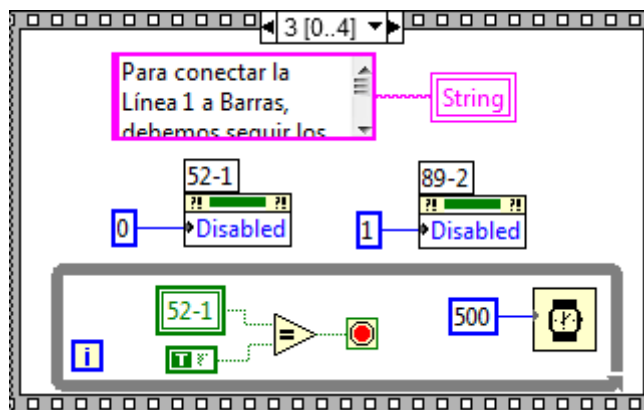 3 [0..4]
Para conectar la
Línea 1 a Barras,
debemos seguir los
String
52-1
89-2
?!
?!
0
Disabled
1
Disabled
52-1
T
=
500
i